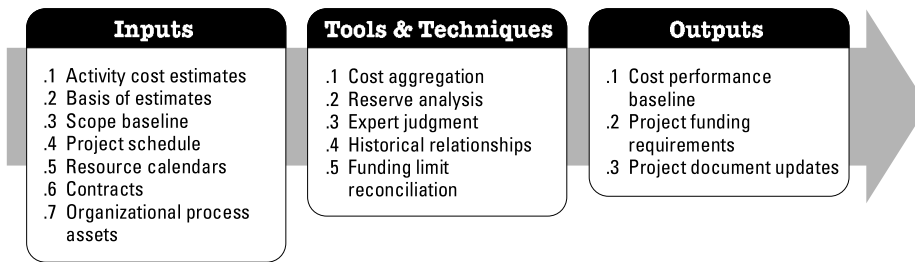 Inputs
.1 Activity cost estimates
.2 Basis of estimates
.3 Scope baseline
.4 Project schedule
.5 Resource calendars
.6 Contracts
.7 Organizational process
assets
Tools & Techniques
.1 Cost aggregation
.2 Reserve analysis
.3 Expert judgment
.4 Historical relationships
.5 Funding limit
reconciliation
Outputs
.1 Cost performance
baseline
.2 Project funding
requirements
.3 Project document updates